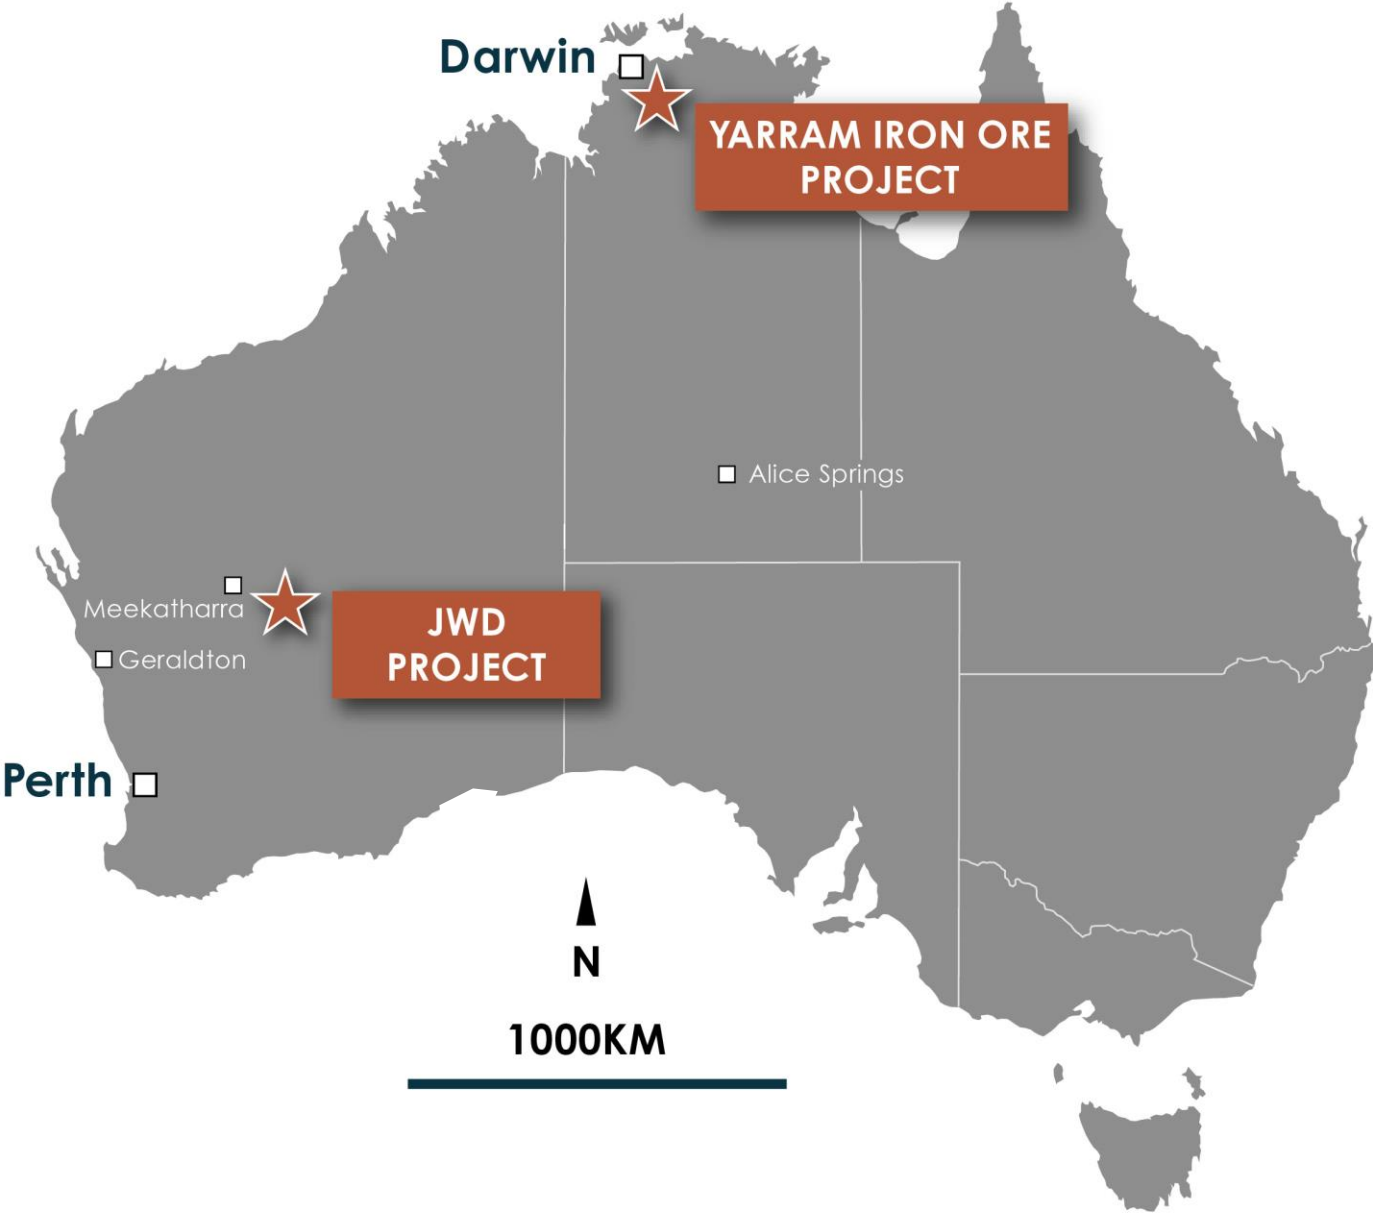 Darwin
YARRAM IRON ORE
PROJECT
Alice Springs
Meekatharra
JWD
PROJECT
Geraldton
Perth
N
1000KM